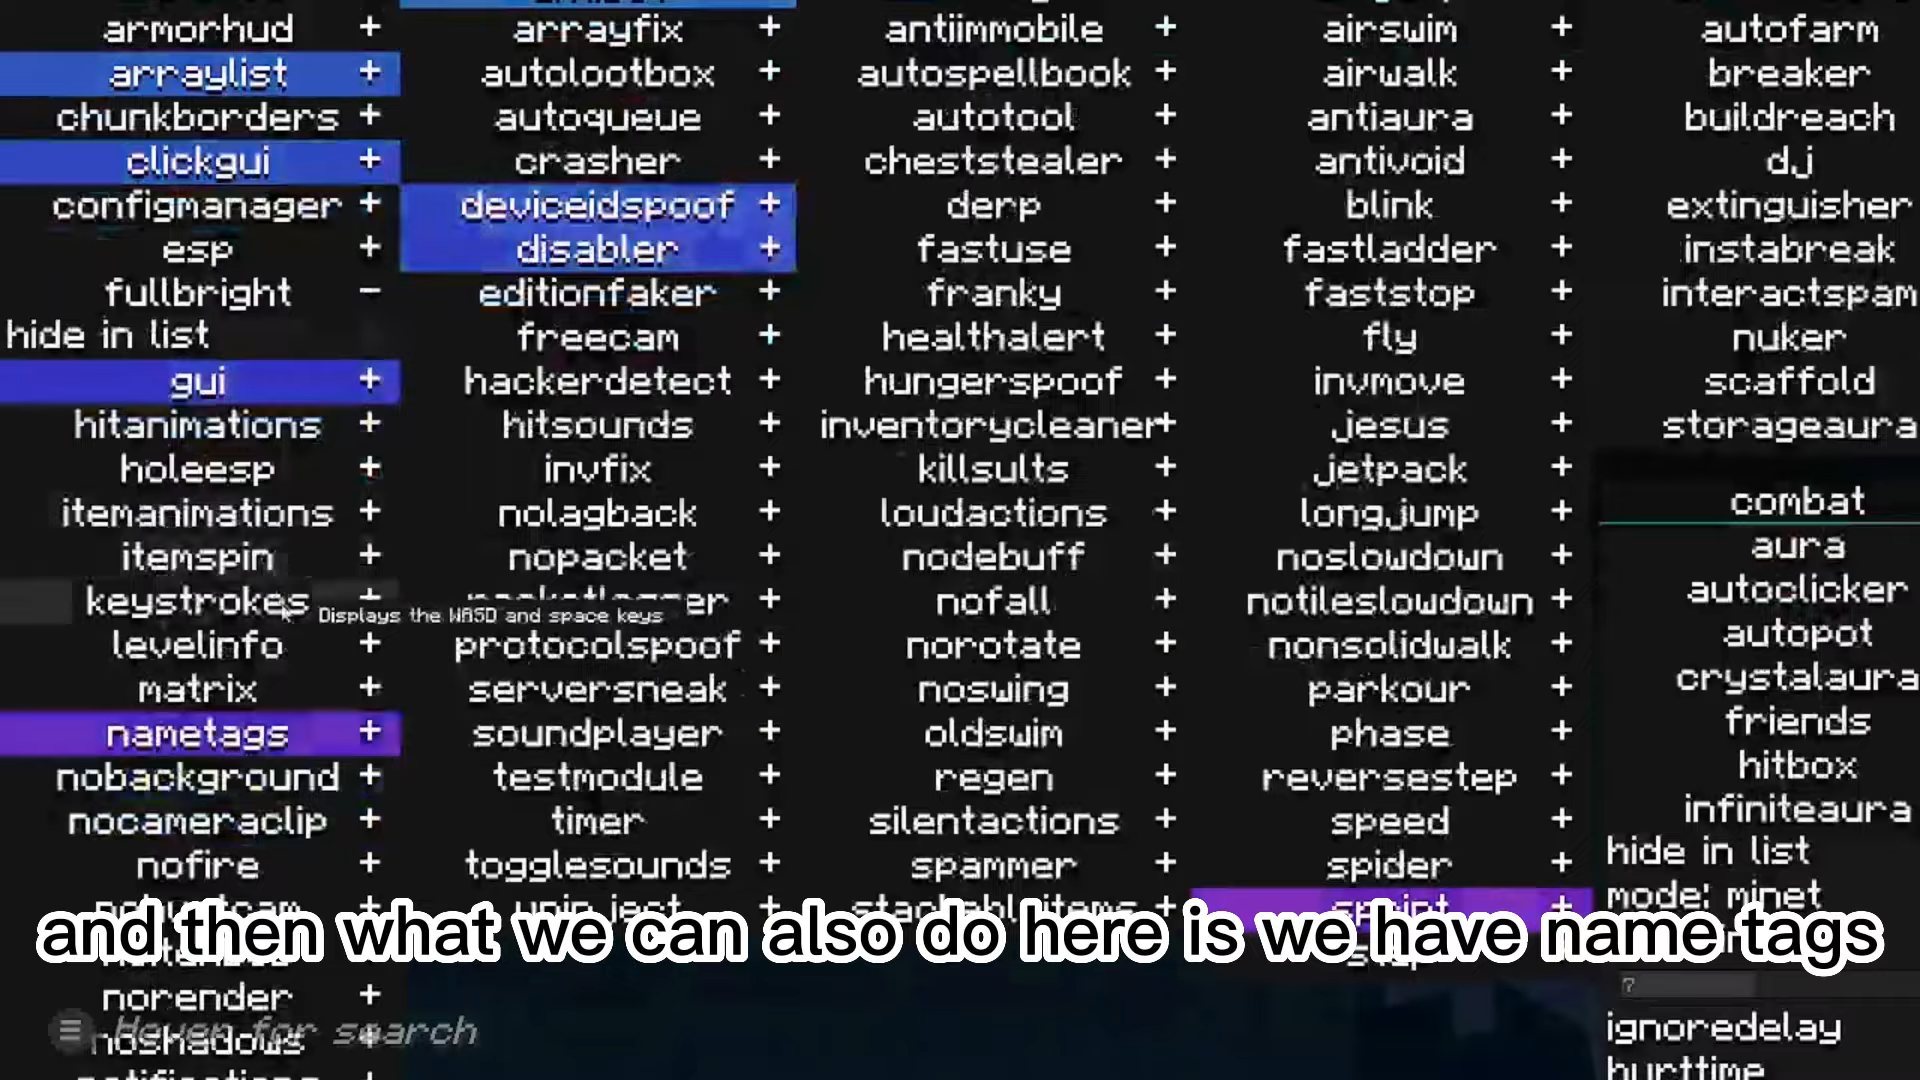 armorhud +
arraylist +
chunkborders +
clickgui +
configmanager +
esp +
fullbright -
hide in list
gui +
hitanimations +
holeesp +
itemanimations +
itemspin +
keystrokes +
Displays the WASD and space keys
levelinfo +
matrix +
nametags +
nobackground +
nocameraclip +
nofire +
norender +
noshadows +
arrayfix +
autolootbox +
autoqueue +
crasher +
deviceidspoof +
disabler +
editionfaker +
freecam +
hackerdetect +
hitsounds +
invfix +
nolagback +
nopacket +
protocolspoof +
serversneak +
soundplayer +
testmodule +
timer +
togglesounds +
antiimmobile +
autospellbook +
autotool +
cheststealer +
derp +
fastuse +
franky +
healthalert +
hungerspoof +
inventorycleaner+
killsults +
loudactions +
nodebuff +
nofall +
norotate +
noswing +
oldswim +
regen +
silentactions +
spammer +
stackableitems +
airswim +
airwalk +
antiaura +
antivoid +
blink +
fastladder +
faststop +
fly +
invmove +
jesus +
jetpack +
longjump +
noslowdown +
notileslowdown +
nonsolidwalk +
parkour +
phase +
reversestep +
speed +
spider +
sprint +
step
autofarm
breaker
buildreach
dj
extinguisher
instabreak
interactspam
nuker
scaffold
storageaura
combat
aura
autoclicker
autopot
crystalaura
friends
hitbox
infiniteaura
hide in list
mode: minet
?
ignoredelay
hurttime
and then what we can also do here is we have name tags
Hover for search